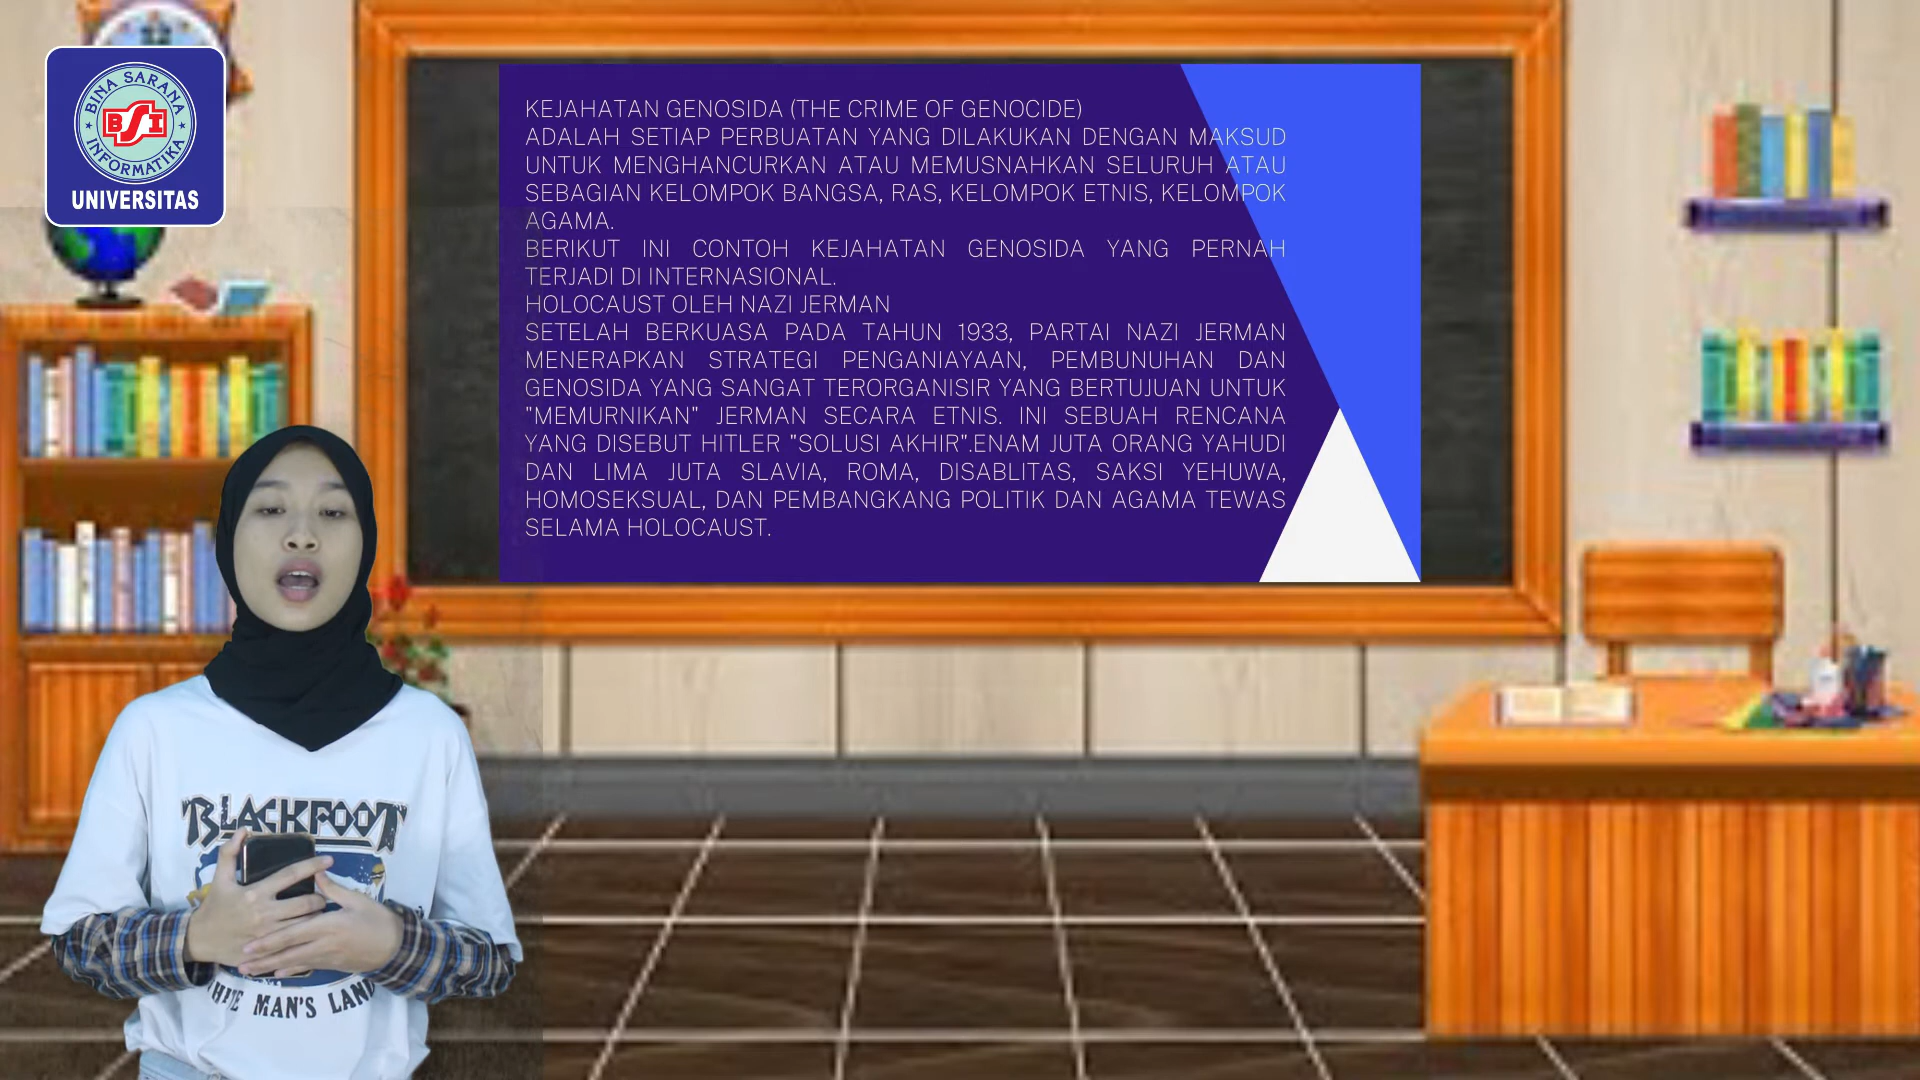 BINA SARANA
BSI
INFORMATIKA
UNIVERSITAS
KEJAHATAN GENOSIDA (THE CRIME OF GENOCIDE)
ADALAH SETIAP PERBUATAN YANG DILAKUKAN DENGAN MAKSUD
UNTUK MENGHANCURKAN ATAU MEMUSNAHKAN SELURUH ATAU
SEBAGIAN KELOMPOK BANGSA, RAS, KELOMPOK ETNIS, KELOMPOK
AGAMA.
BERIKUT INI CONTOH KEJAHATAN GENOSIDA YANG PERNAH
TERJADI DI INTERNASIONAL.
HOLOCAUST OLEH NAZI JERMAN
SETELAH BERKUASA PADA TAHUN 1933, PARTAI NAZI JERMAN
MENERAPKAN STRATEGI PENGANIAYAAN, PEMBUNUHAN DAN
GENOSIDA YANG SANGAT TERORGANISIR YANG BERTUJUAN UNTUK
"MEMURNIKAN" JERMAN SECARA ETNIS. INI SEBUAH RENCANA
YANG DISEBUT HITLER "SOLUSI AKHIR".ENAM JUTA ORANG YAHUDI
DAN LIMA JUTA SLAVIA, ROMA, DISABLITAS, SAKSI YEHUWA,
HOMOSEKSUAL, DAN PEMBANGKANG POLITIK DAN AGAMA TEWAS
SELAMA HOLOCAUST.
BLACKFOOT
MAN'S LAND